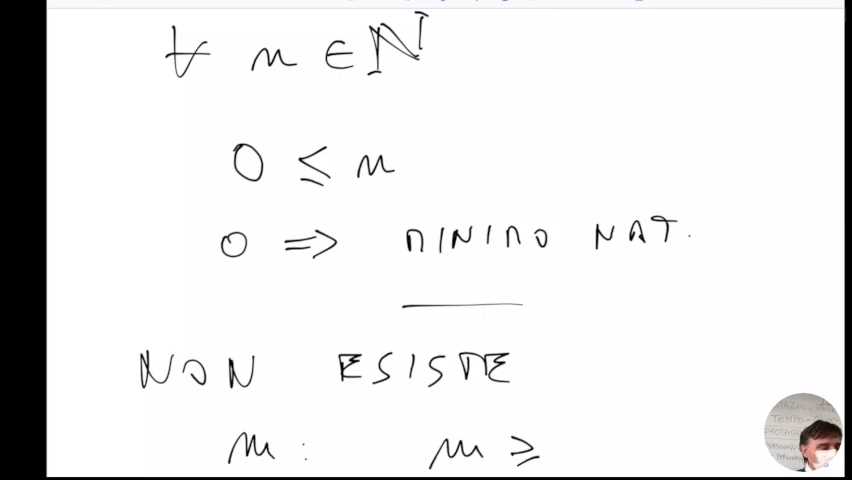 ∀ n ∈ ℕ
0 ≤ n
0 ⇒ MINIMO NAT.
NON ESISTE
m : m ≥